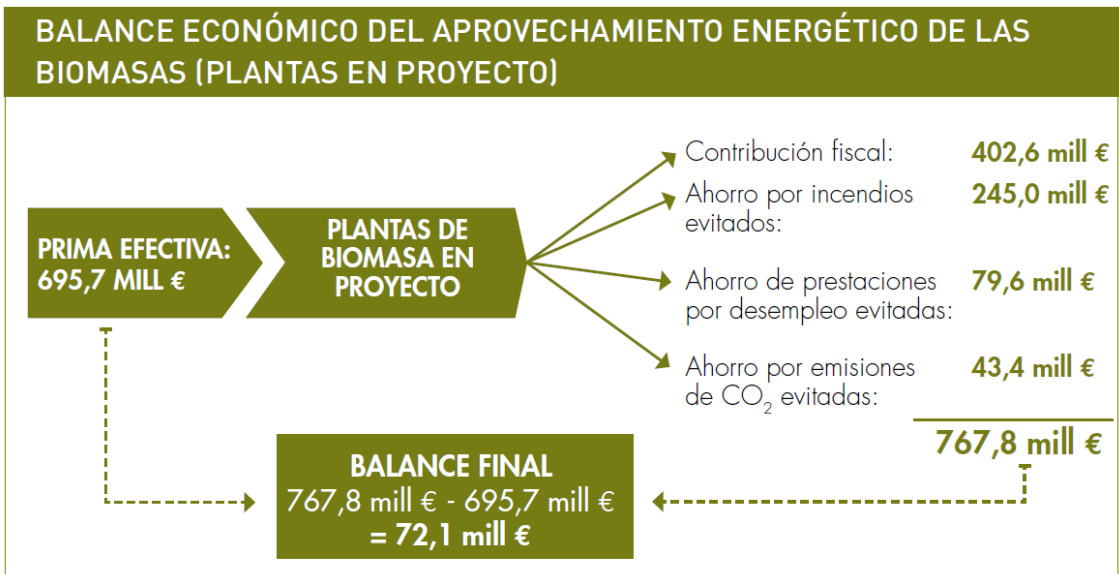 BALANCE ECONÓMICO DEL APROVECHAMIENTO ENERGÉTICO DE LAS
BIOMASAS (PLANTAS EN PROYECTO)
PRIMA EFECTIVA:
695,7 MILL €
PLANTAS DE
BIOMASA EN
PROYECTO
Contribución fiscal: 402,6 mill €
Ahorro por incendios 245,0 mill €
evitados:
Ahorro de prestaciones 79,6 mill €
por desempleo evitadas:
Ahorro por emisiones 43,4 mill €
de CO₂ evitadas:
767,8 mill €
BALANCE FINAL
767,8 mill € - 695,7 mill €
= 72,1 mill €